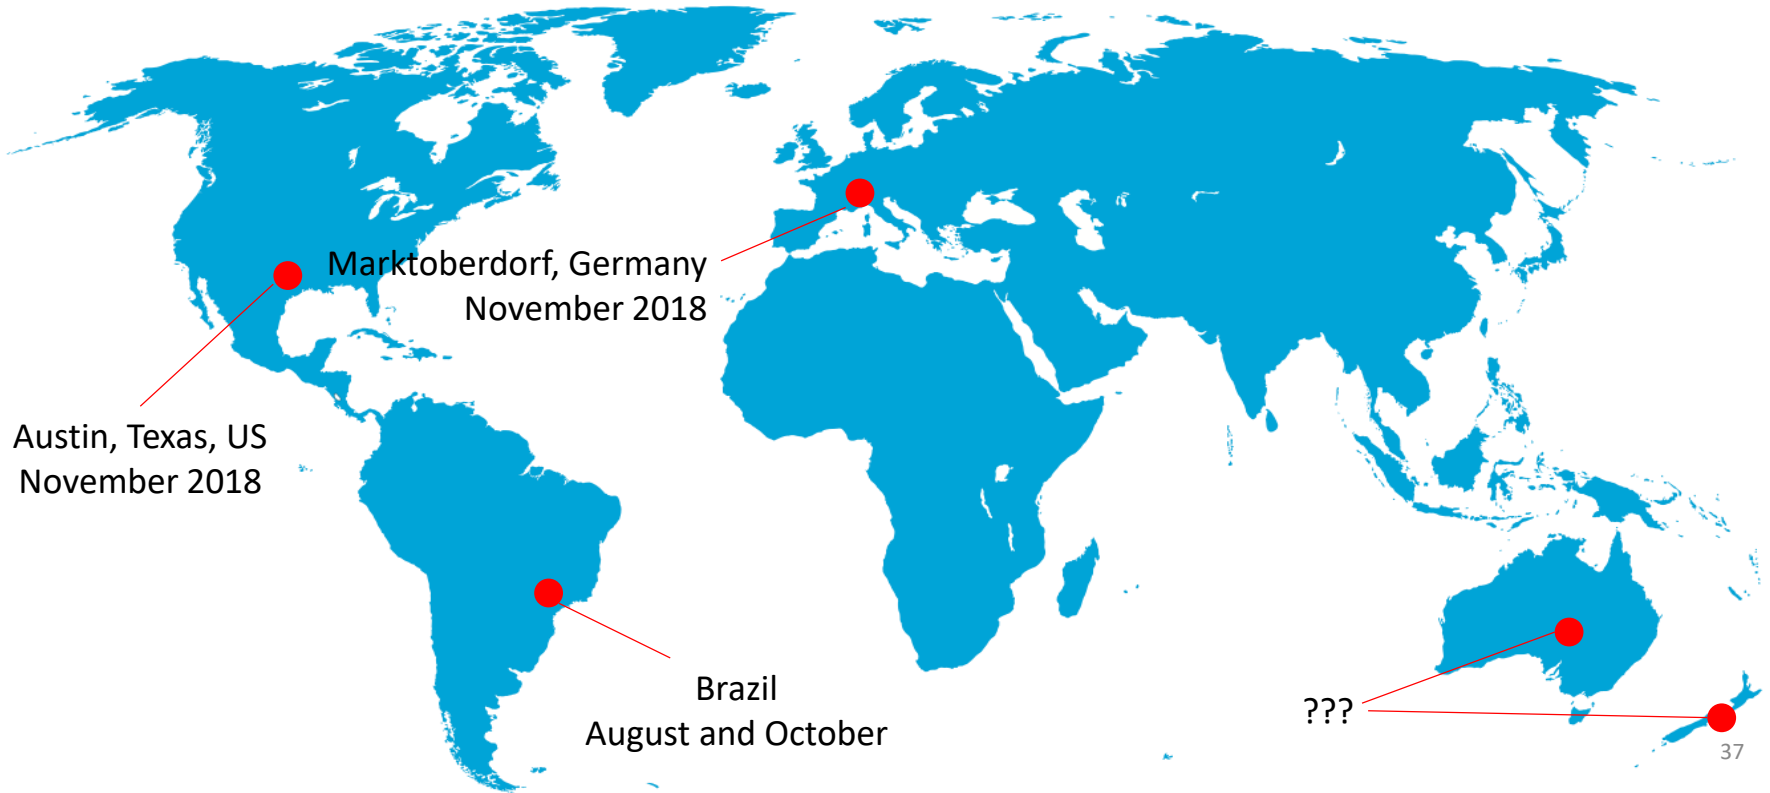 Marktoberdorf, Germany
November 2018
Austin, Texas, US
November 2018
Brazil
August and October
???
37